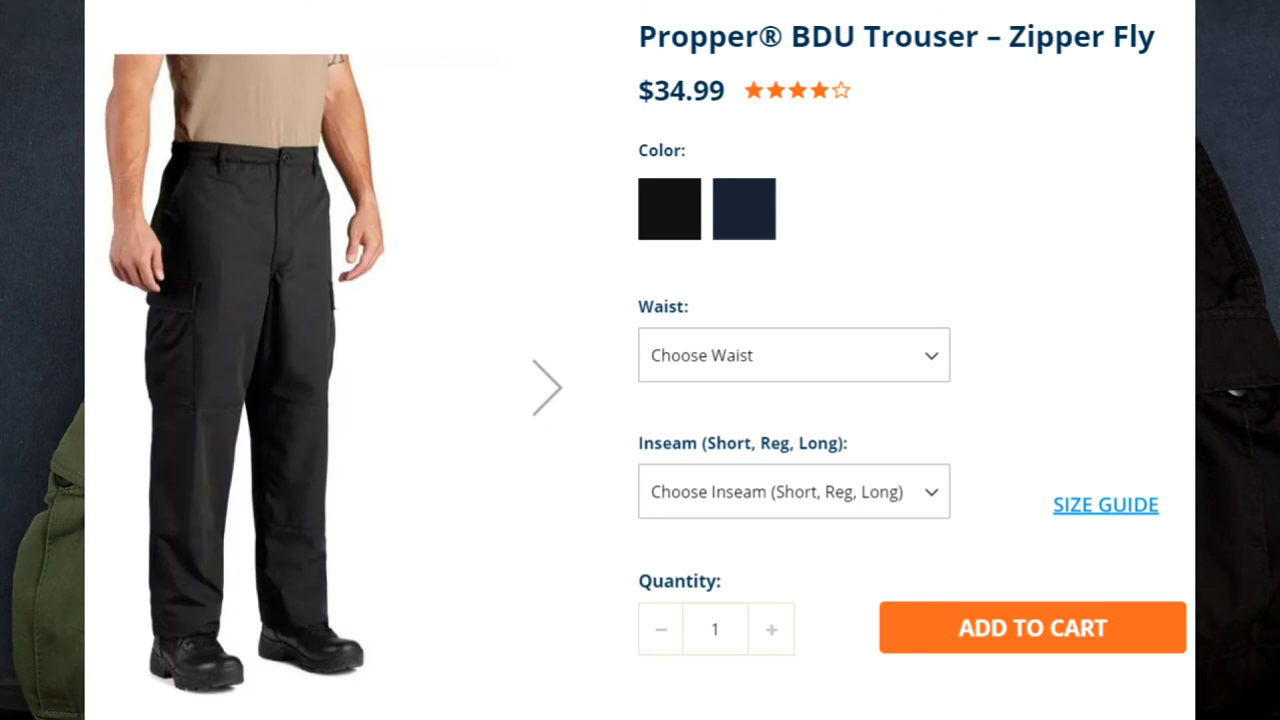 Propper® BDU Trouser – Zipper Fly
$34.99
Color:
Waist:
Choose Waist
Inseam (Short, Reg, Long):
Choose Inseam (Short, Reg, Long)
SIZE GUIDE
Quantity:
1
ADD TO CART